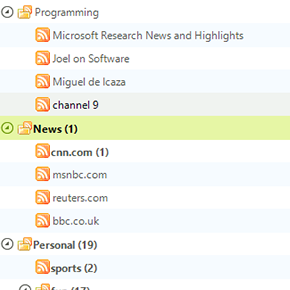 Programming
Microsoft Research News and Highlights
Joel on Software
Miguel de Icaza
channel 9
News (1)
cnn.com (1)
msnbc.com
reuters.com
bbc.co.uk
Personal (19)
sports (2)